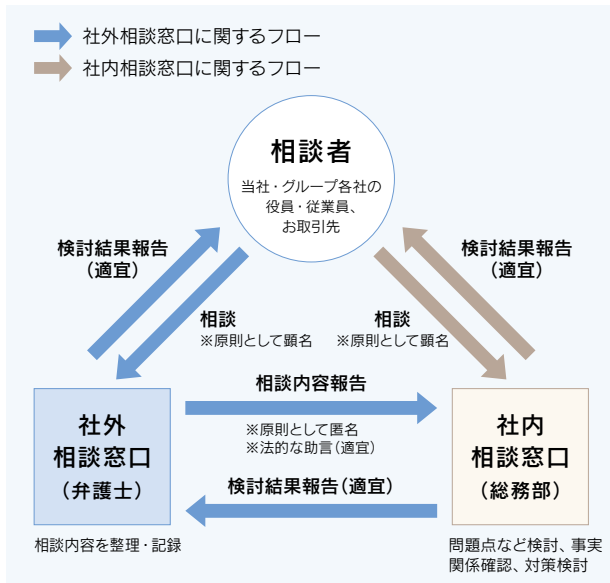 社外相談窓口に関するフロー
社内相談窓口に関するフロー
相談者
当社・グループ各社の
役員・従業員、
お取引先
検討結果報告
（適宜）
検討結果報告
（適宜）
相談
※原則として顕名
相談
※原則として顕名
社外
相談窓口
（弁護士）
相談内容報告
※原則として匿名
※法的な助言（適宜）
検討結果報告（適宜）
社内
相談窓口
（総務部）
相談内容を整理・記録
問題点など検討、事実
関係確認、対策検討